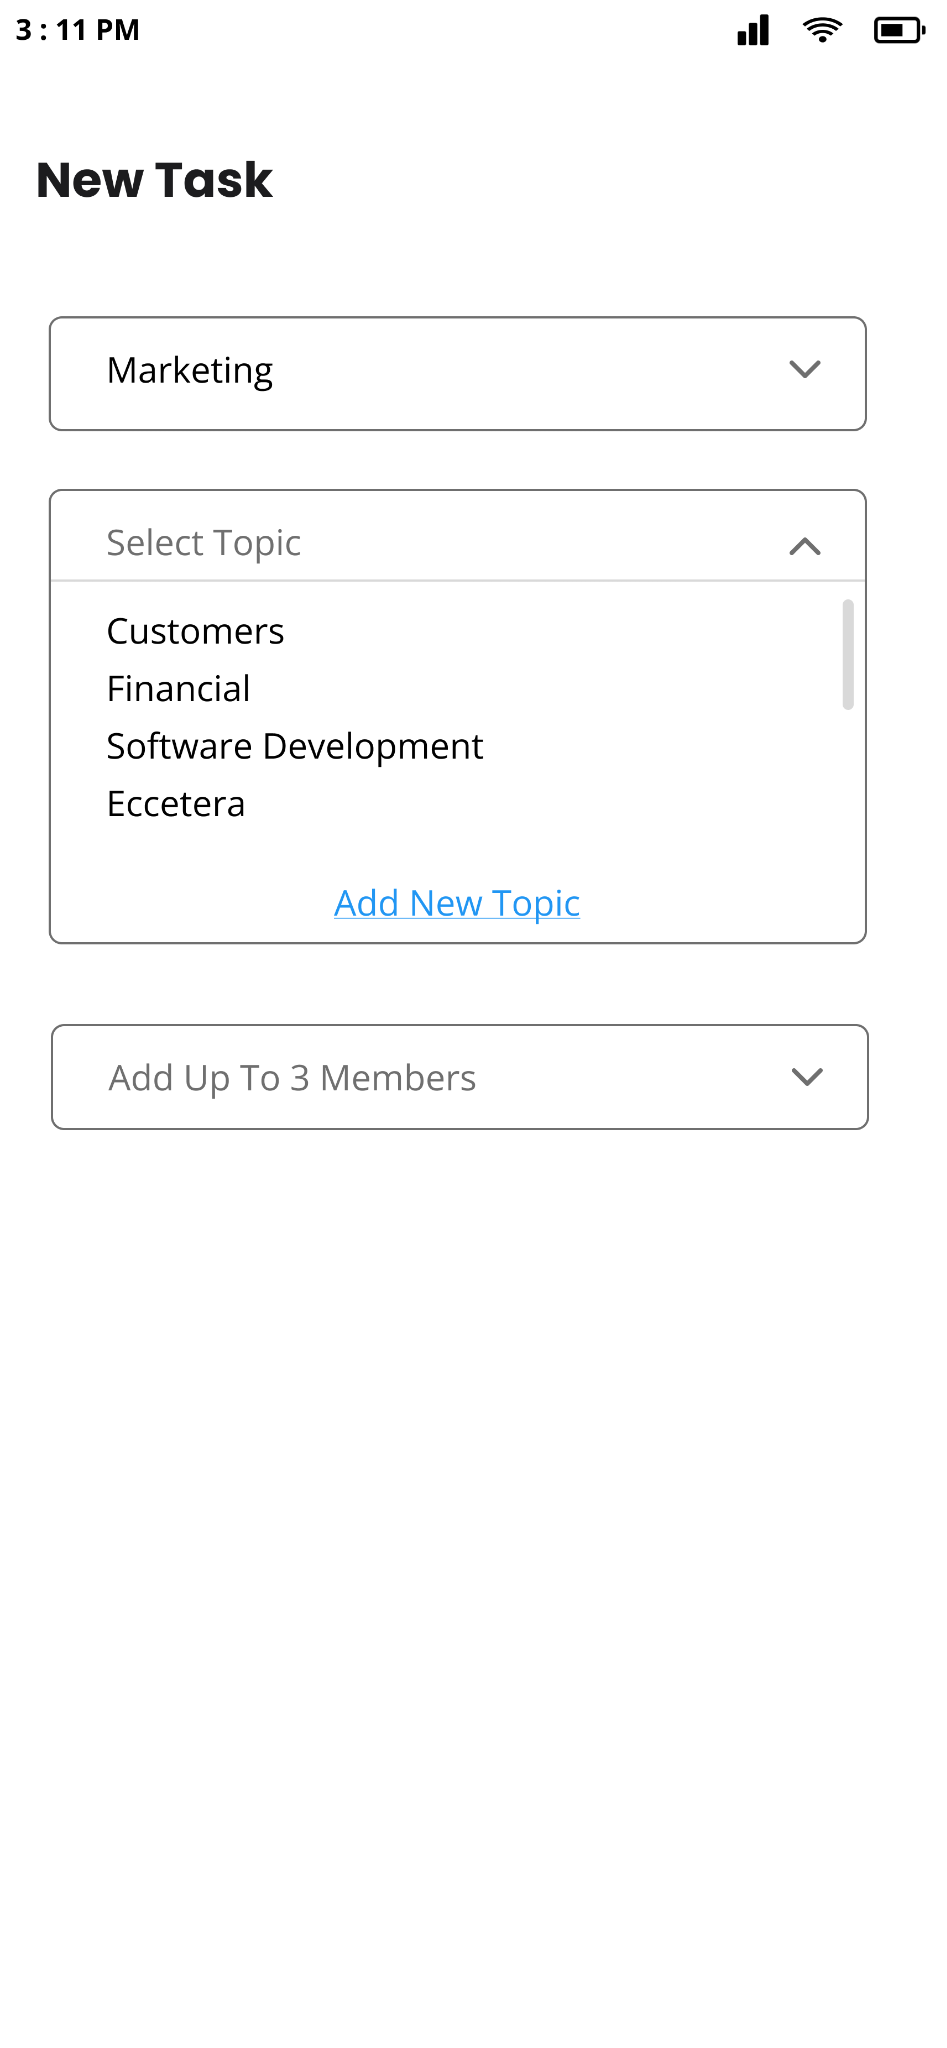 3 : 11 PM
New Task
Marketing
Select Topic
Customers
Financial
Software Development
Eccetera
Add New Topic
Add Up To 3 Members